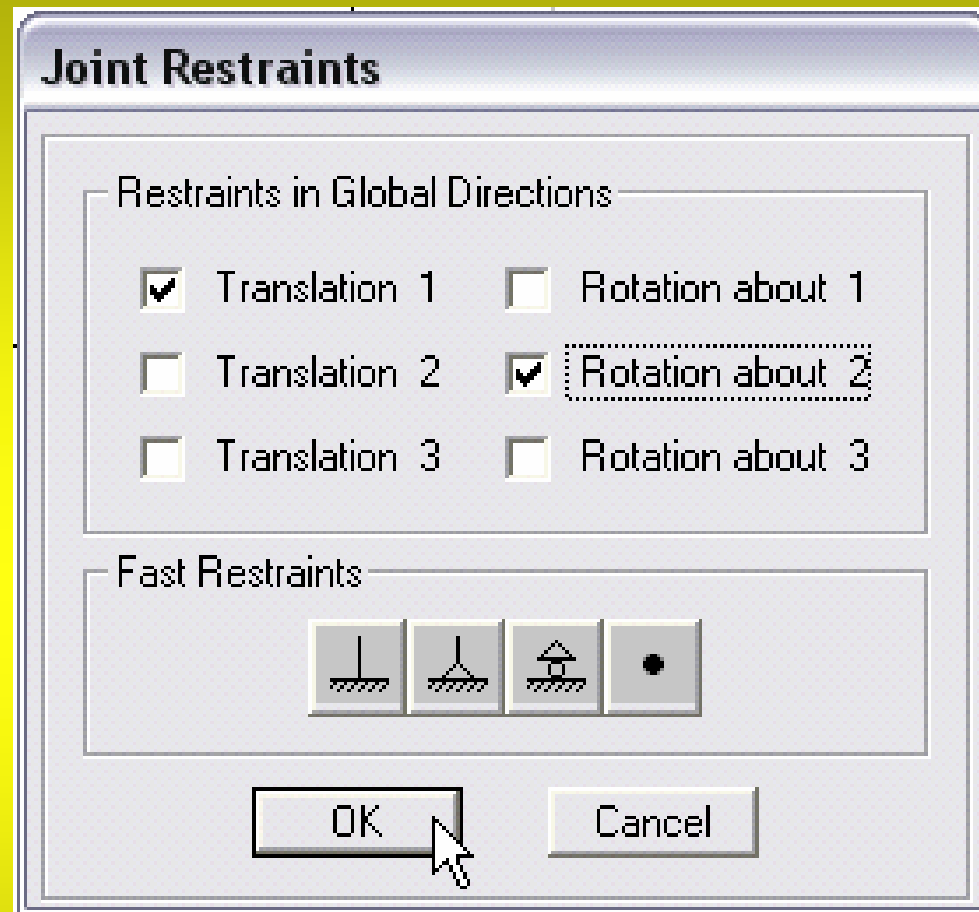 Joint Restraints
Restraints in Global Directions
Translation 1 Rotation about 1
Translation 2 Rotation about 2
Translation 3 Rotation about 3
Fast Restraints
OK Cancel